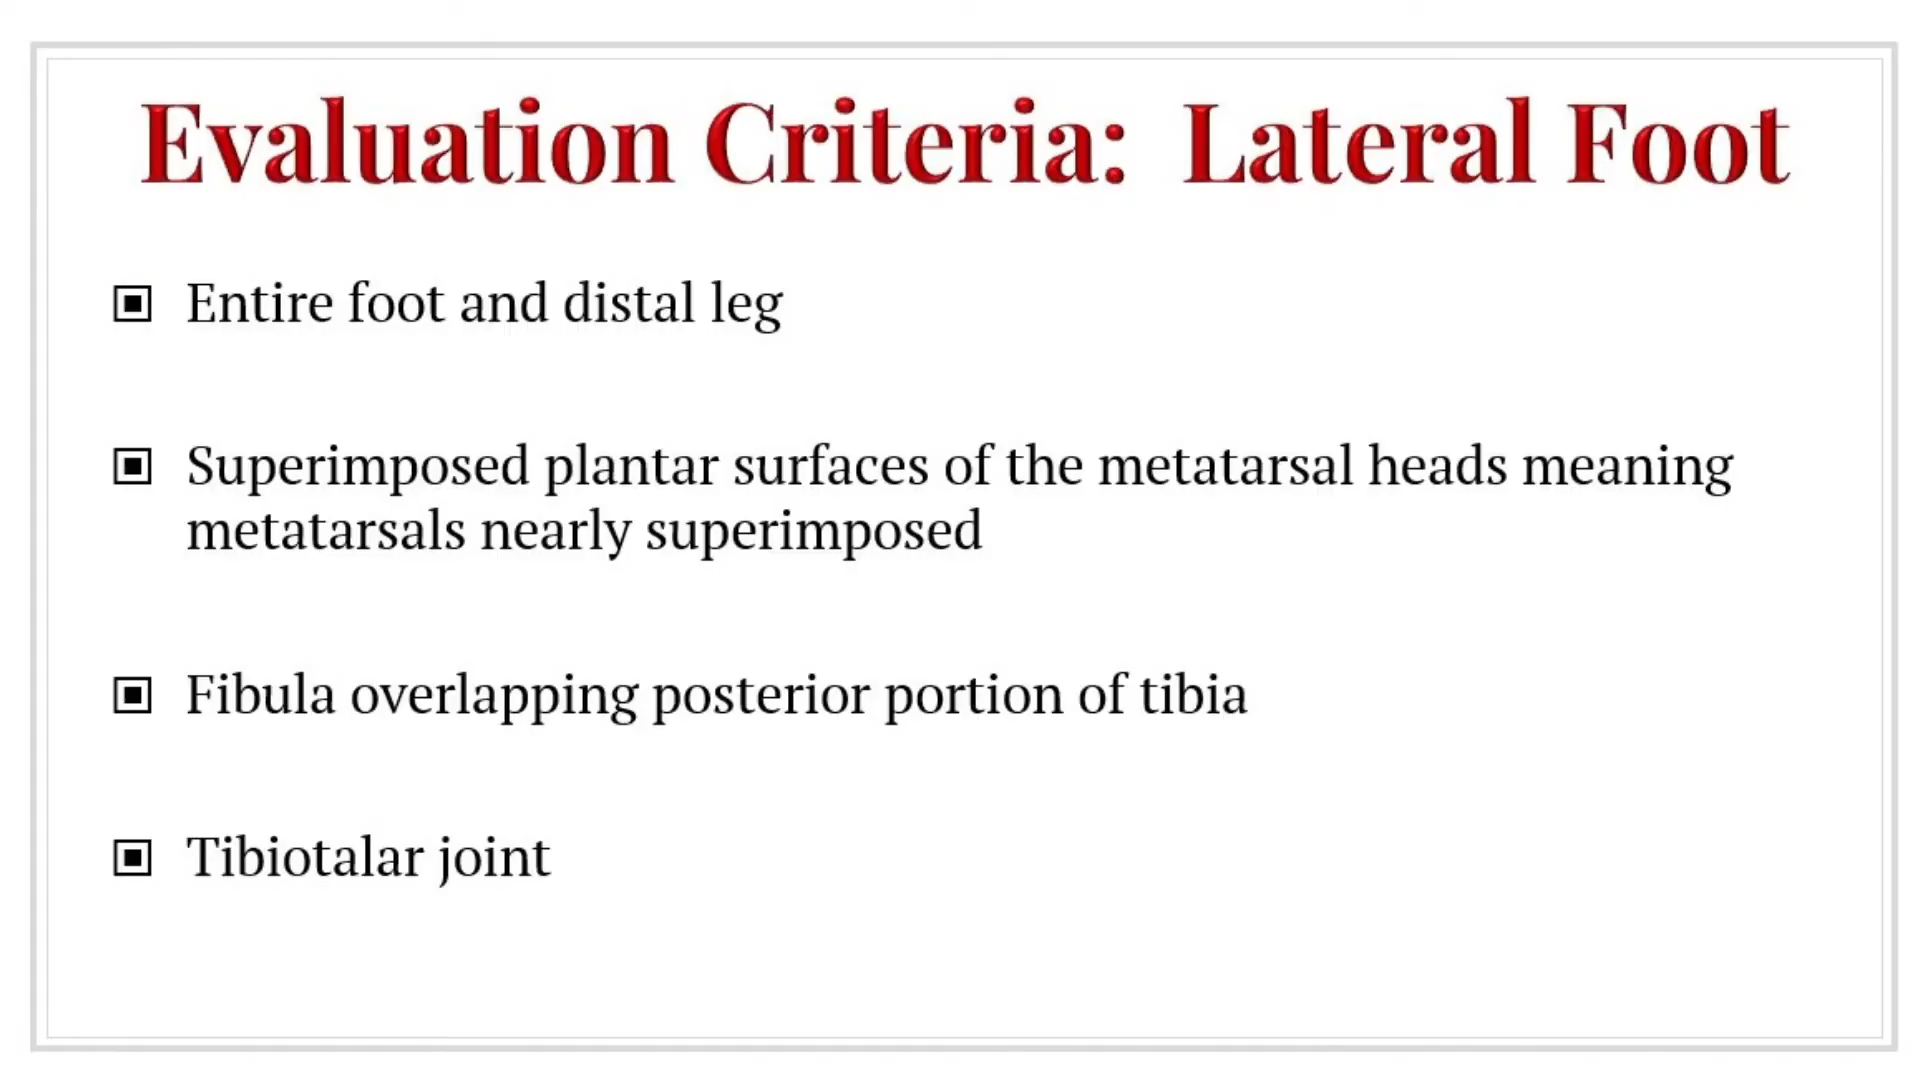 Evaluation Criteria: Lateral Foot
Entire foot and distal leg
Superimposed plantar surfaces of the metatarsal heads meaning
metatarsals nearly superimposed
Fibula overlapping posterior portion of tibia
Tibiotalar joint